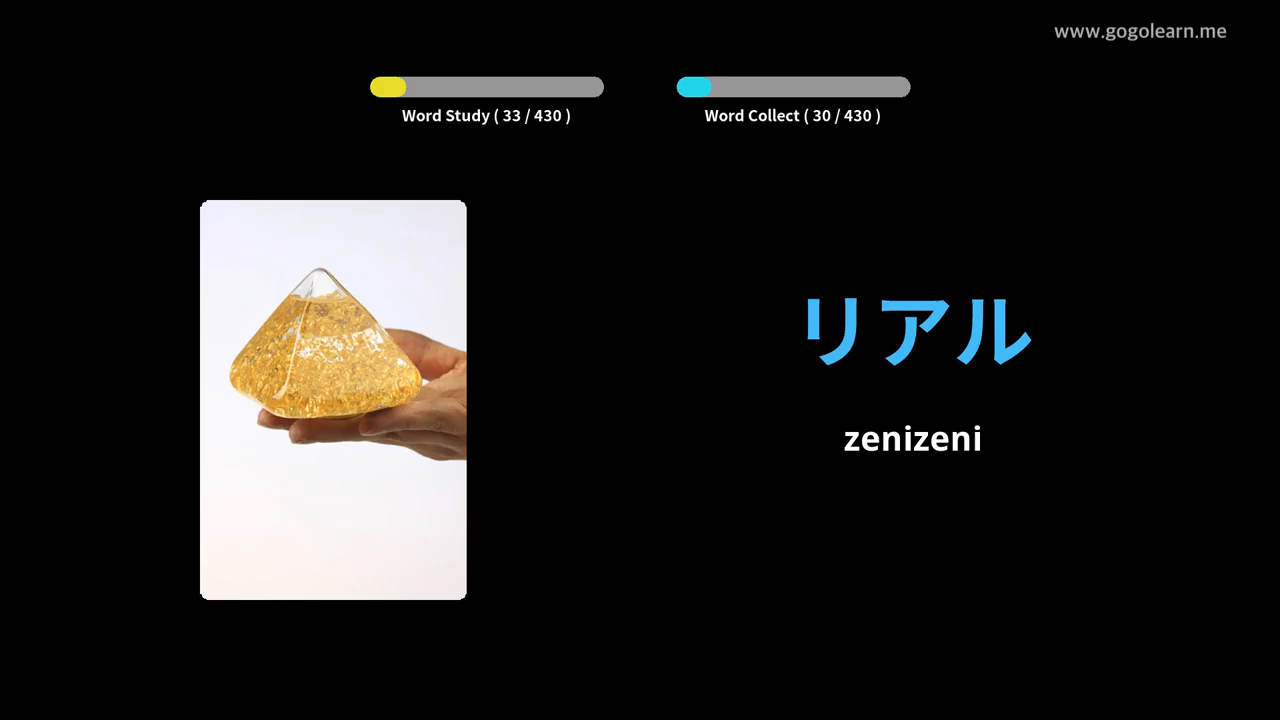 www.gogolearn.me
Word Study ( 33 / 430 )
Word Collect ( 30 / 430 )
リアル
zenizeni